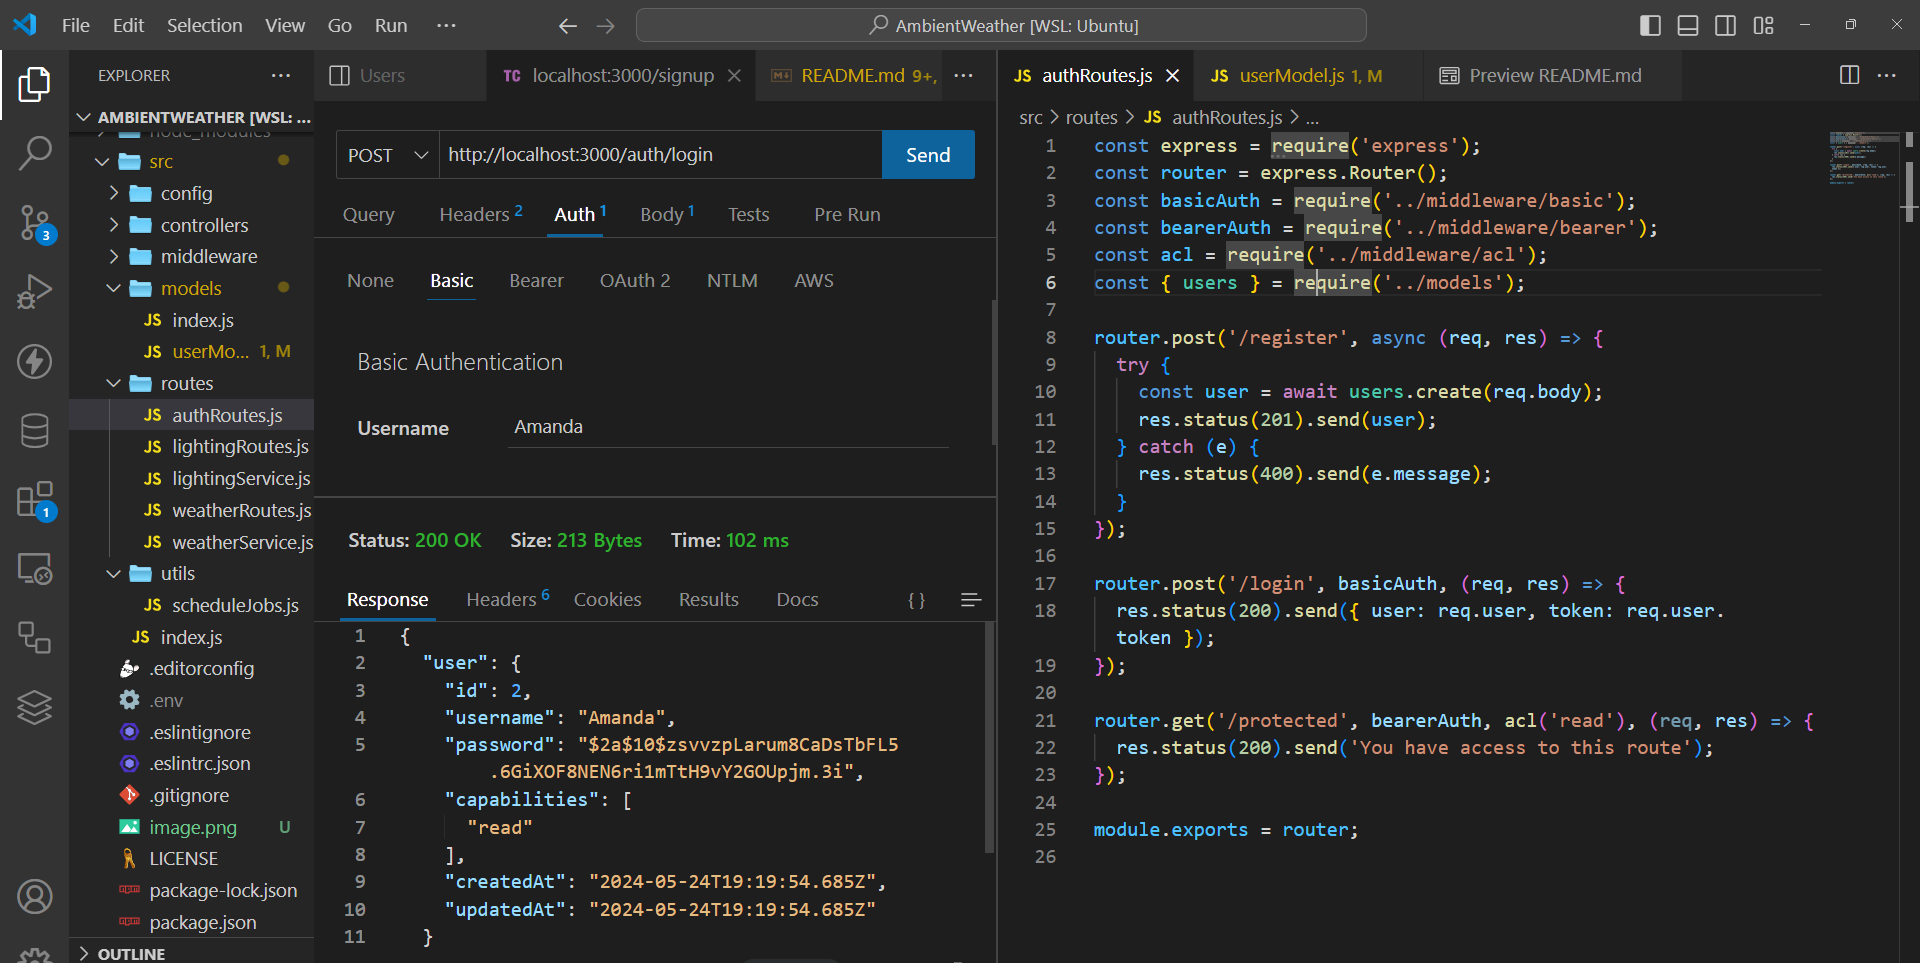 File Edit Selection View Go Run ...
AmbientWeather [WSL: Ubuntu]
EXPLORER
AMBIENTWEATHER [WSL: ...
node_modules
src
config
controllers
middleware
models
index.js
userMo... 1, M
routes
authRoutes.js
lightingRoutes.js
lightingService.js
weatherRoutes.js
weatherService.js
utils
scheduleJobs.js
index.js
.editorconfig
.env
.eslintignore
.eslintrc.json
.gitignore
image.png U
LICENSE
package-lock.json
package.json
OUTLINE
3
1
Users
TC localhost:3000/signup
README.md 9+,
POST http://localhost:3000/auth/login Send
Query Headers 2 Auth 1 Body 1 Tests Pre Run
None Basic Bearer OAuth 2 NTLM AWS
Basic Authentication
Username Amanda
Status: 200 OK Size: 213 Bytes Time: 102 ms
Response Headers 6 Cookies Results Docs { }
1 {
2 "user": {
3 "id": 2,
4 "username": "Amanda",
5 "password": "$2a$10$zsvvzpLarum8CaDsTbFL5
.6GiXOF8NEN6ri1mTtH9vY2GOUpjm.3i",
6 "capabilities": [
7 "read"
8 ],
9 "createdAt": "2024-05-24T19:19:54.685Z",
10 "updatedAt": "2024-05-24T19:19:54.685Z"
11 }
JS authRoutes.js
JS userModel.js 1, M
Preview README.md
src > routes > JS authRoutes.js > ...
1 const express = require('express');
2 const router = express.Router();
3 const basicAuth = require('../middleware/basic');
4 const bearerAuth = require('../middleware/bearer');
5 const acl = require('../middleware/acl');
6 const { users } = require('../models');
7
8 router.post('/register', async (req, res) => {
9 try {
10 const user = await users.create(req.body);
11 res.status(201).send(user);
12 } catch (e) {
13 res.status(400).send(e.message);
14 }
15 });
16
17 router.post('/login', basicAuth, (req, res) => {
18 res.status(200).send({ user: req.user, token: req.user.
token });
19 });
20
21 router.get('/protected', bearerAuth, acl('read'), (req, res) => {
22 res.status(200).send('You have access to this route');
23 });
24
25 module.exports = router;
26